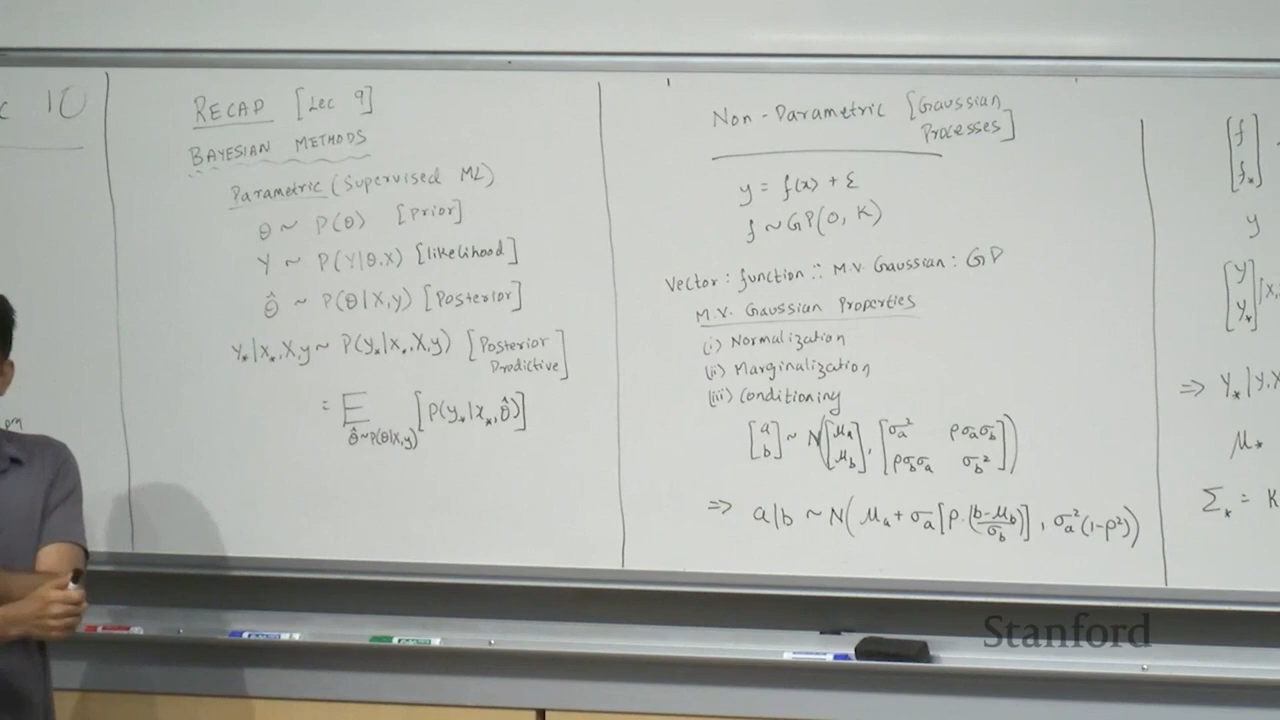 10
RECAP [Lec 9]
BAYESIAN METHODS
Parametric (Supervised ML)
θ ~ P(θ) [Prior]
Y ~ P(Y|θ,X) [likelihood]
θ̂ ~ P(θ|X,y) [Posterior]
Y*|x*,X,y ~ P(y*|x*,X,y) [Posterior Predictive]
= E_{θ̂~P(θ|X,y)} [P(y*|x*,θ̂)]
Non-Parametric [Gaussian Processes]
y = f(x) + ε
f ~ GP(0, K)
Vector : function :: M.V. Gaussian : GP
M.V. Gaussian Properties
(i) Normalization
(ii) Marginalization
(iii) Conditioning
[a b] ~ N([μa μb], [σa² ρσaσb ρσbσa σb²])
⇒ a|b ~ N(μa + σa[ρ·(b-μb)/σb], σa²(1-ρ²))
[f f*]
y
[y y*] | X,
⇒ Y*|y,X
μ*
Σ* = K
Stanford